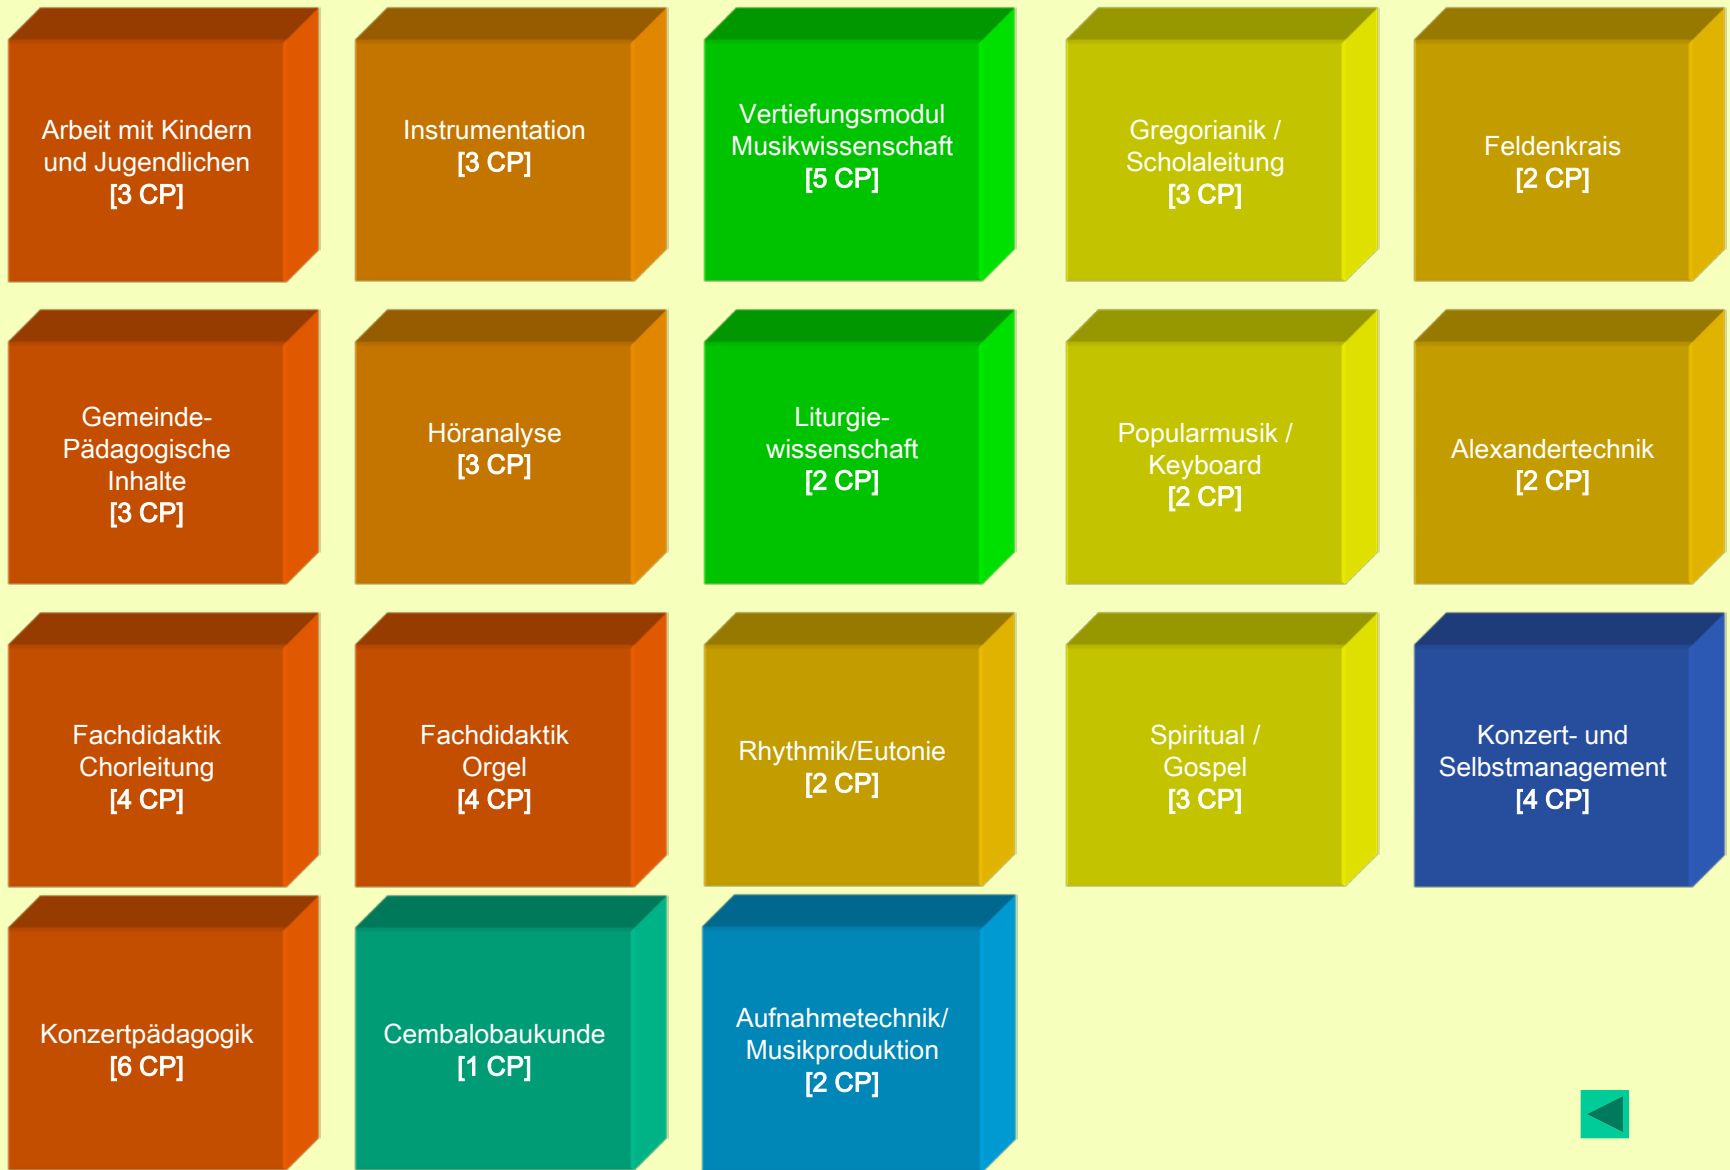 Arbeit mit Kindern
und Jugendlichen
[3 CP]
Instrumentation
[3 CP]
Vertiefungsmodul
Musikwissenschaft
[5 CP]
Gregorianik /
Scholaleitung
[3 CP]
Feldenkrais
[2 CP]
Gemeinde-
Pädagogische
Inhalte
[3 CP]
Höranalyse
[3 CP]
Liturgie-
wissenschaft
[2 CP]
Popularmusik /
Keyboard
[2 CP]
Alexandertechnik
[2 CP]
Fachdidaktik
Chorleitung
[4 CP]
Fachdidaktik
Orgel
[4 CP]
Rhythmik/Eutonie
[2 CP]
Spiritual /
Gospel
[3 CP]
Konzert- und
Selbstmanagement
[4 CP]
Konzertpädagogik
[6 CP]
Cembalobaukunde
[1 CP]
Aufnahmetechnik/
Musikproduktion
[2 CP]